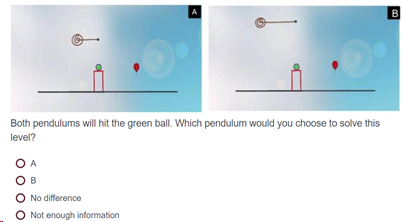 A
B
Both pendulums will hit the green ball. Which pendulum would you choose to solve this
level?
A
B
No difference
Not enough information